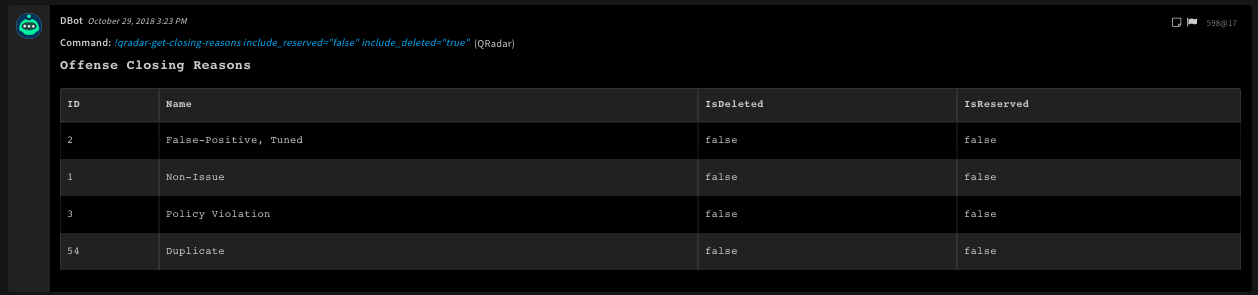 DBot October 29, 2018 3:23 PM 598@17
Command: !qradar-get-closing-reasons include_reserved="false" include_deleted="true" (QRadar)
Offense Closing Reasons
ID Name IsDeleted IsReserved
2 False-Positive, Tuned false false
1 Non-Issue false false
3 Policy Violation false false
54 Duplicate false false